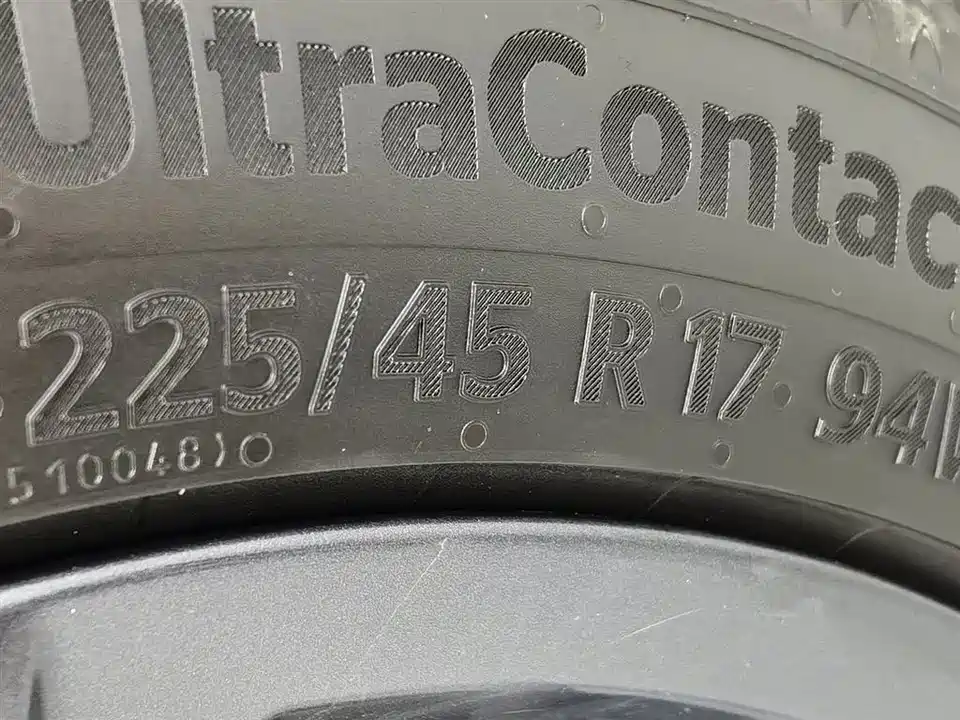 UltraContac
225/45 R 17 94
510048)